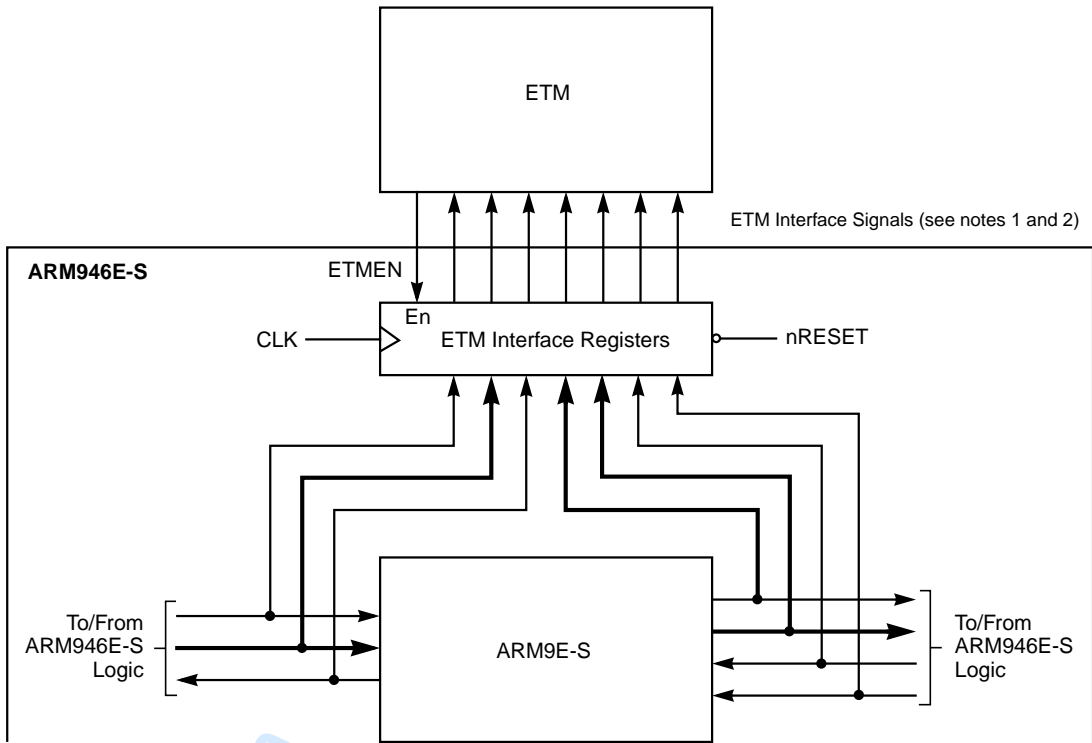 ETM
ETM Interface Signals (see notes 1 and 2)
ARM946E-S
ETMEN
En
CLK
ETM Interface Registers
nRESET
To/From
ARM946E-S
Logic
ARM9E-S
To/From
ARM946E-S
Logic